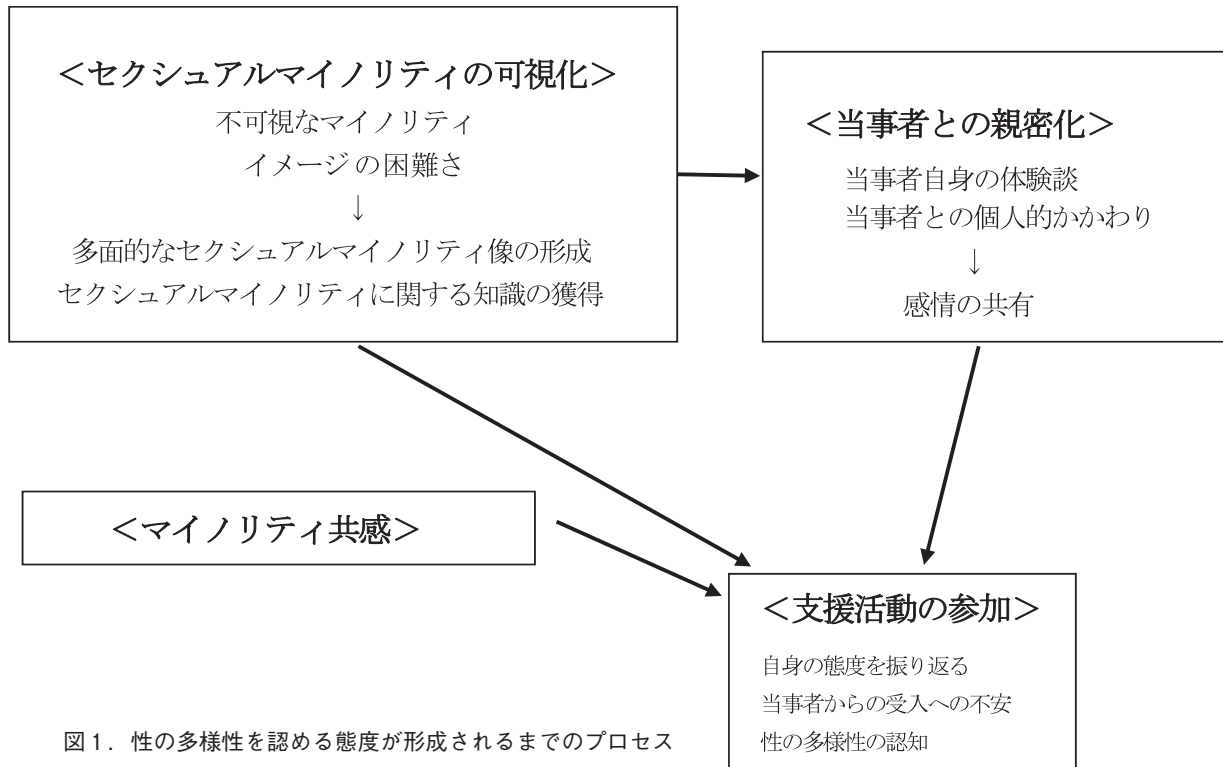 ＜セクシュアルマイノリティの可視化＞
不可視なマイノリティ
イメージの困難さ
↓
多面的なセクシュアルマイノリティ像の形成
セクシュアルマイノリティに関する知識の獲得
＜当事者との親密化＞
当事者自身の体験談
当事者との個人的かかわり
↓
感情の共有
＜マイノリティ共感＞
＜支援活動の参加＞
自身の態度を振り返る
当事者からの受入への不安
性の多様性の認知
図1．性の多様性を認める態度が形成されるまでのプロセス